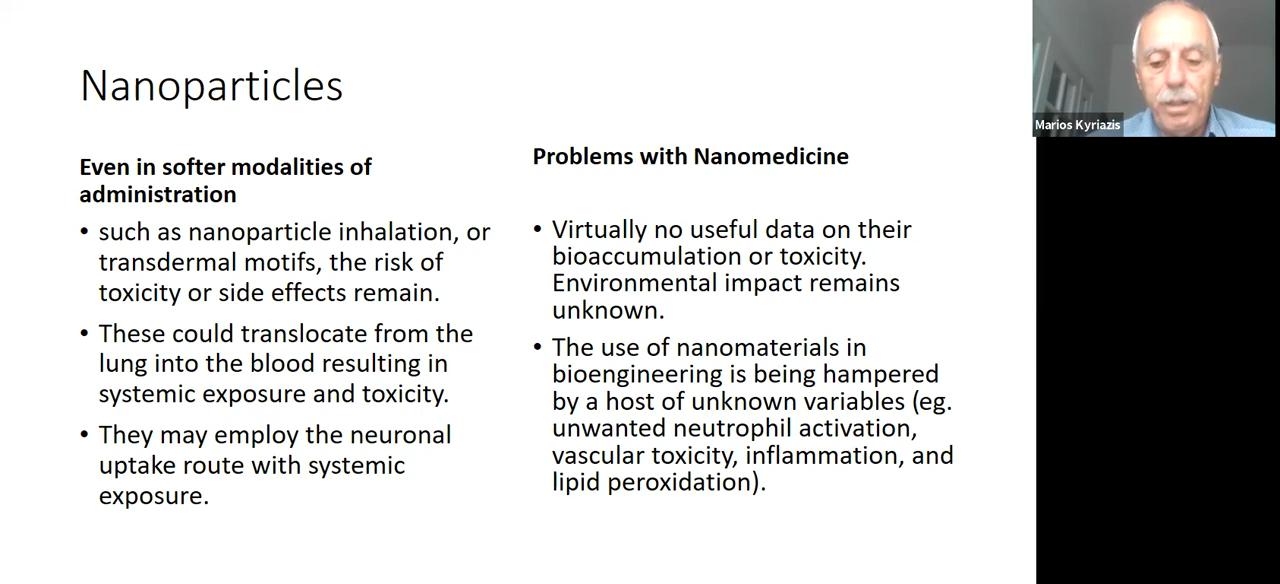 Nanoparticles
Even in softer modalities of
administration
• such as nanoparticle inhalation, or
transdermal motifs, the risk of
toxicity or side effects remain.
• These could translocate from the
lung into the blood resulting in
systemic exposure and toxicity.
• They may employ the neuronal
uptake route with systemic
exposure.
Problems with Nanomedicine
• Virtually no useful data on their
bioaccumulation or toxicity.
Environmental impact remains
unknown.
• The use of nanomaterials in
bioengineering is being hampered
by a host of unknown variables (eg.
unwanted neutrophil activation,
vascular toxicity, inflammation, and
lipid peroxidation).
Marios Kyriazis